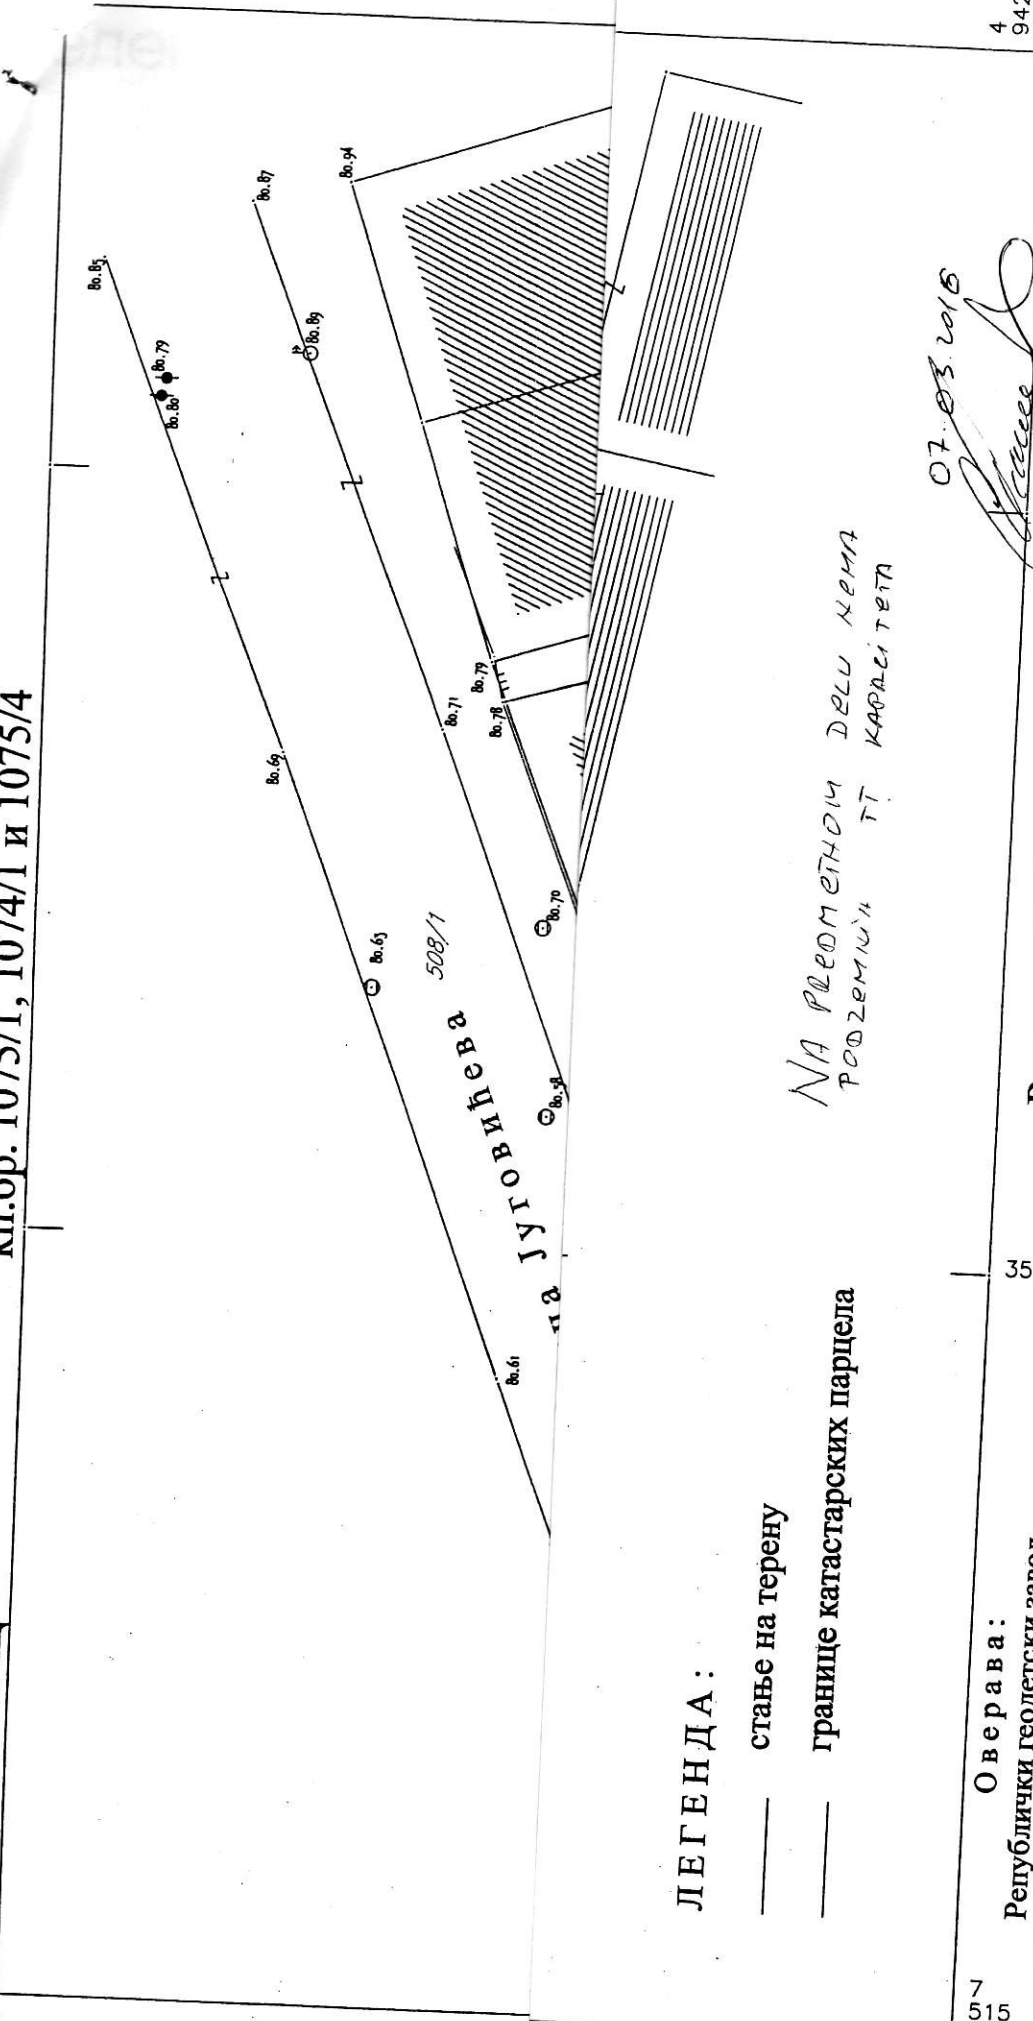 кп.бр. 1073/1, 1074/1 и 1075/4
80.85
80.79
80.80
80.87
80.89
80.94
80.69
80.71
80.79
80.78
80.63
508/1
80.70
80.58
на Југовићева
80.61
NA PREDMETNOM DELU NEMA
PODZEMNIH TT KAPACITETA
07.03.2016
ЛЕГЕНДА:
стање на терену
границе катастарских парцела
Оверава:
Републички геодетски завод
4
942
35
7
515